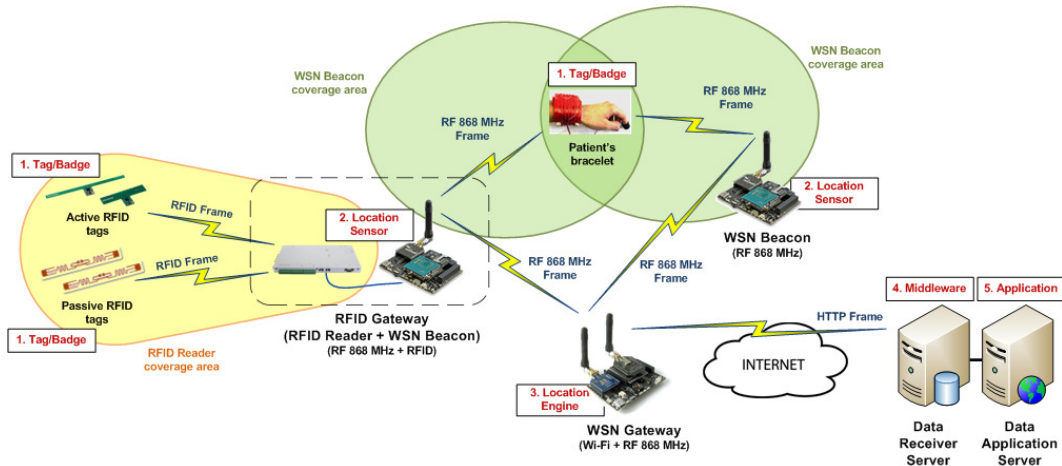 WSN Beacon
coverage area
WSN Beacon
coverage area
1. Tag/Badge
RF 868 MHz
Frame
RF 868 MHz
Frame
Patient's
bracelet
1. Tag/Badge
Active RFID
tags
RFID Frame
2. Location
Sensor
2. Location
Sensor
WSN Beacon
(RF 868 MHz)
RFID Frame
Passive RFID
tags
1. Tag/Badge
RFID Reader
coverage area
RFID Gateway
(RFID Reader + WSN Beacon)
(RF 868 MHz + RFID)
RF 868 MHz
Frame
RF 868 MHz
Frame
3. Location
Engine
WSN Gateway
(Wi-Fi + RF 868 MHz)
HTTP Frame
INTERNET
4. Middleware
5. Application
Data
Receiver
Server
Data
Application
Server